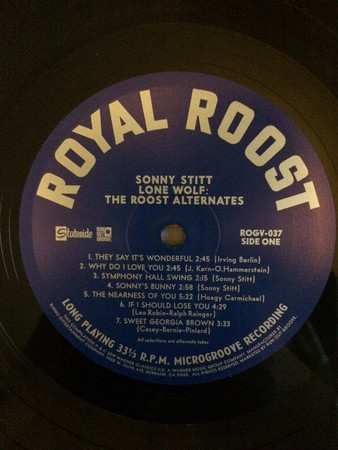 ROYAL ROOST
SONNY STITT
LONE WOLF:
THE ROOST ALTERNATES
Stateside
ROGV-037
SIDE ONE
1. THEY SAY IT'S WONDERFUL 2:45 (Irving Berlin)
2. WHY DO I LOVE YOU 2:45 (J. Kern-O.Hammerstein)
3. SYMPHONY HALL SWING 2:15 (Sonny Stitt)
4. SONNY'S BUNNY 2:58 (Sonny Stitt)
5. THE NEARNESS OF YOU 5:22 (Hoagy Carmichael)
6. IF I SHOULD LOSE YOU 4:29
(Leo Robin-Ralph Rainger)
7. SWEET GEORGIA BROWN 3:33
(Casey-Bernie-Pinkard)
All selections are alternate takes
LONG PLAYING 33⅓ R.P.M. MICROGROOVE RECORDING